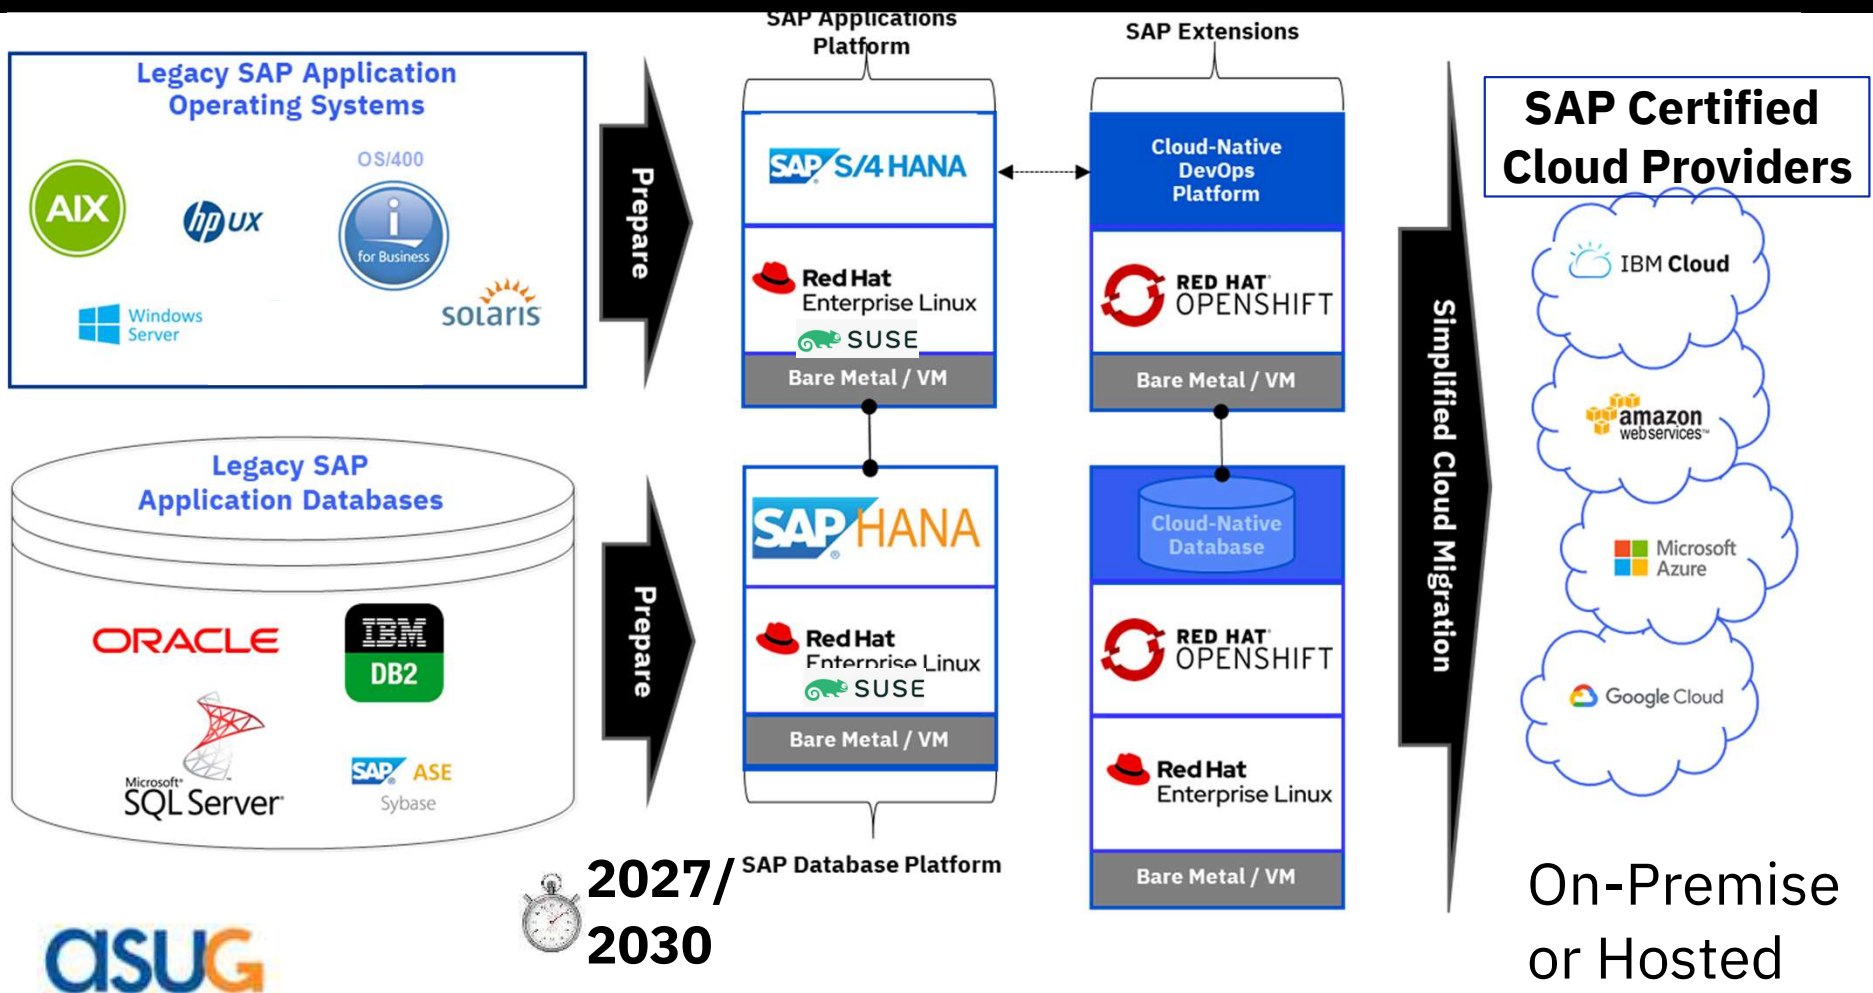 SAP Applications
Platform
SAP Extensions
Legacy SAP Application
Operating Systems
OS/400
AIX
hp UX
i
for Business
Windows
Server
solaris
Prepare
SAP S/4 HANA
Red Hat
Enterprise Linux
SUSE
Bare Metal / VM
Cloud-Native
DevOps
Platform
RED HAT
OPENSHIFT
Bare Metal / VM
Legacy SAP
Application Databases
ORACLE
IBM
DB2
Microsoft
SQL Server
SAP ASE
Sybase
Prepare
SAP HANA
Red Hat
Enterprise Linux
SUSE
Bare Metal / VM
SAP Database Platform
Cloud-Native
Database
RED HAT
OPENSHIFT
Red Hat
Enterprise Linux
Bare Metal / VM
Simplified Cloud Migration
SAP Certified
Cloud Providers
IBM Cloud
amazon
webservices™
Microsoft
Azure
Google Cloud
2027/
2030
On-Premise
or Hosted
asug